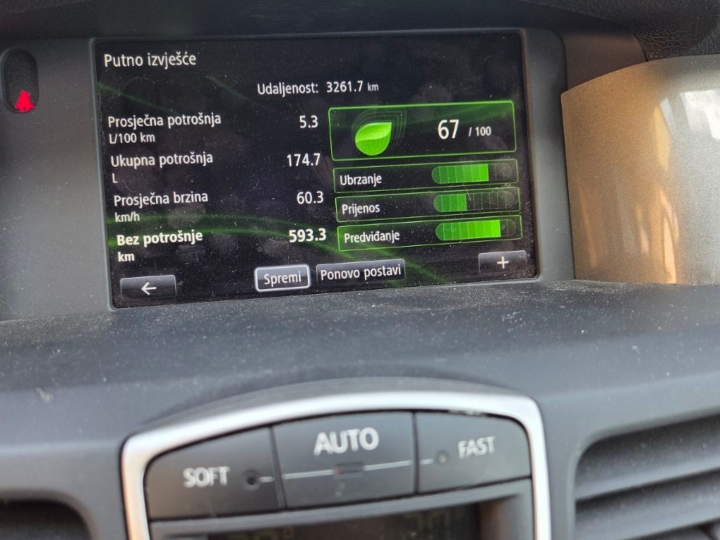 Putno izvješće
Udaljenost: 3261.7 km
Prosječna potrošnja 5.3
L/100 km
67 / 100
Ukupna potrošnja 174.7
L
Ubrzanje
Prosječna brzina 60.3
km/h
Prijenos
Bez potrošnje 593.3
km
Predviđanje
Spremi
Ponovo postavi
+
SOFT
AUTO
FAST